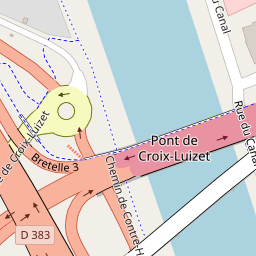 u Canal
Pont de
Croix-Luizet
Rue du Canal
de Croix-Luizet
Bretelle 3
Chemin de Contre-H
D 383